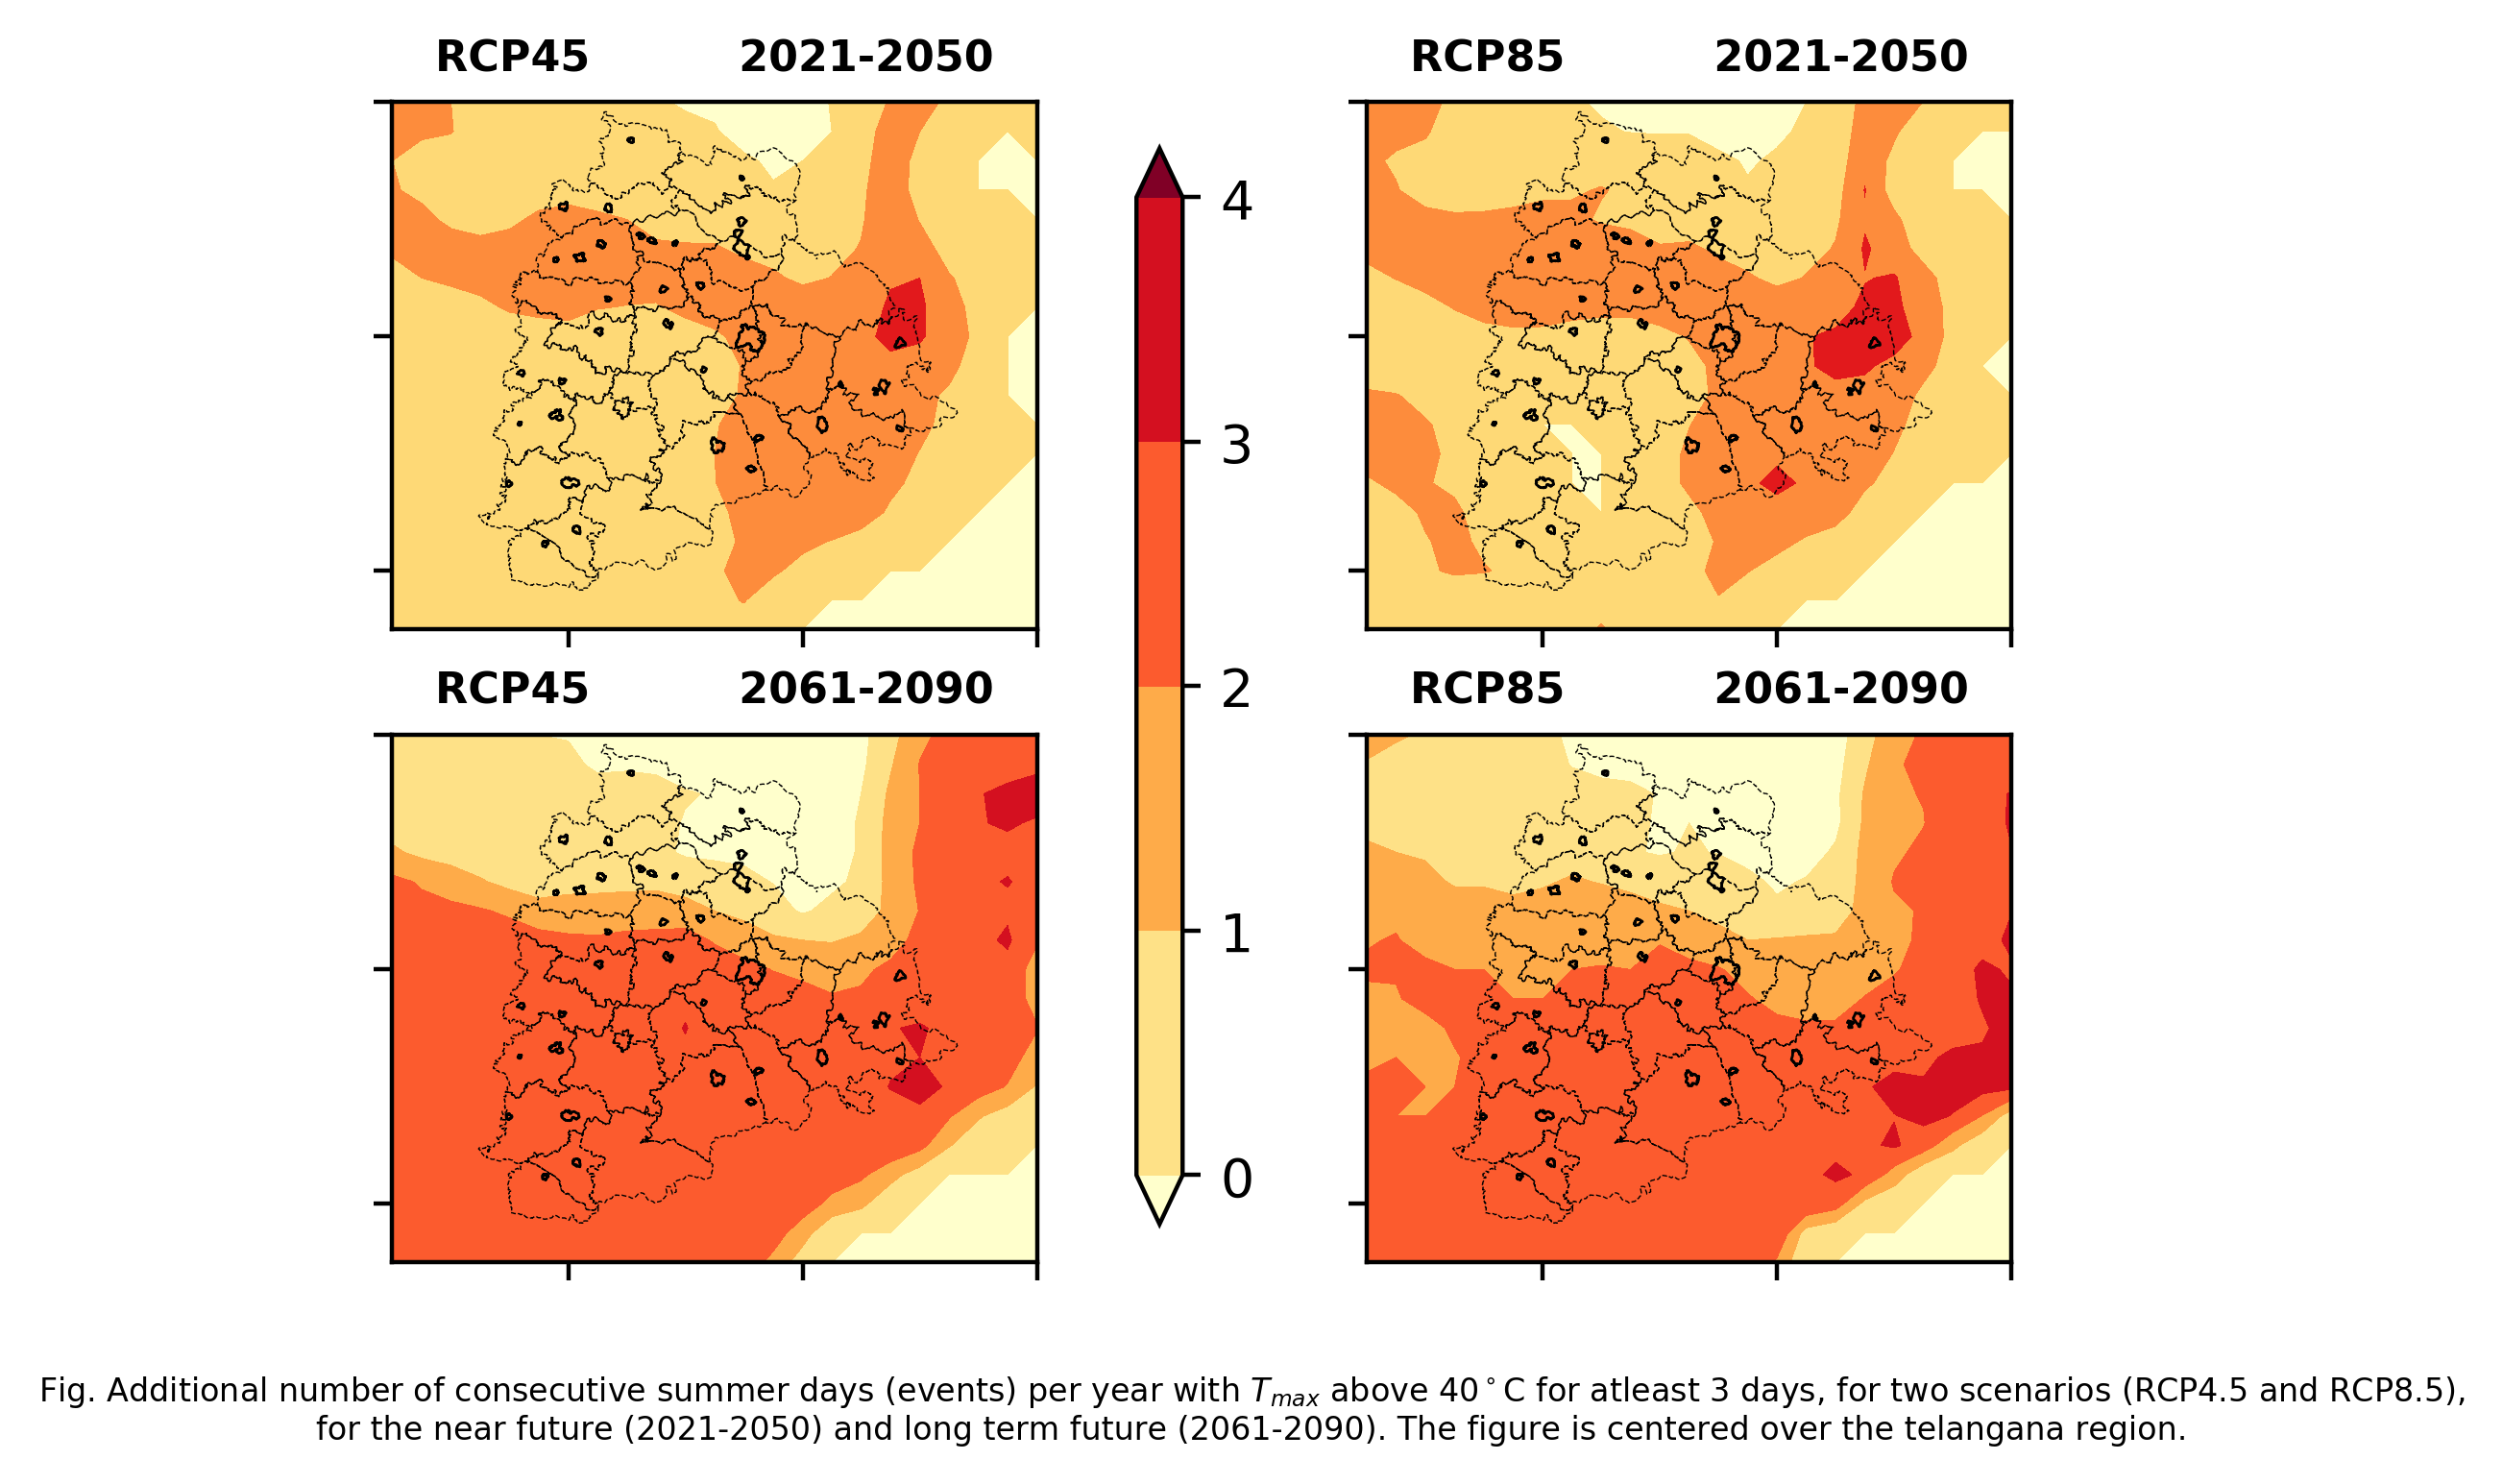 RCP45 2021-2050
RCP85 2021-2050
4
3
2
1
0
RCP45 2061-2090
RCP85 2061-2090
Fig. Additional number of consecutive summer days (events) per year with Tmax above 40°C for atleast 3 days, for two scenarios (RCP4.5 and RCP8.5),
for the near future (2021-2050) and long term future (2061-2090). The figure is centered over the telangana region.